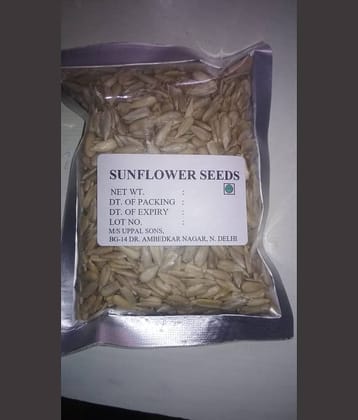 SUNFLOWER SEEDS
NET WT. :
DT. OF PACKING :
DT. OF EXPIRY :
LOT NO. :
M/S UPPAL SONS,
BG-14 DR. AMBEDKAR NAGAR, N. DELHI